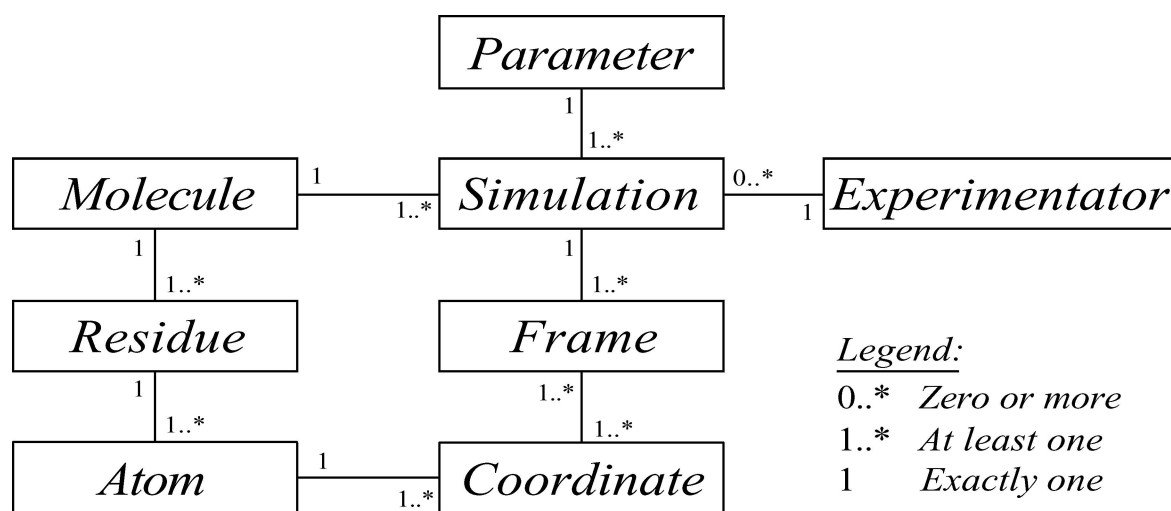 Parameter
1
1..*
Molecule
1
1..*
Simulation
0..*
1
Experimentator
1
1..*
1
1..*
Residue
Frame
1
1..*
1..*
1..*
Atom
1
1..*
Coordinate
Legend:
0..* Zero or more
1..* At least one
1 Exactly one